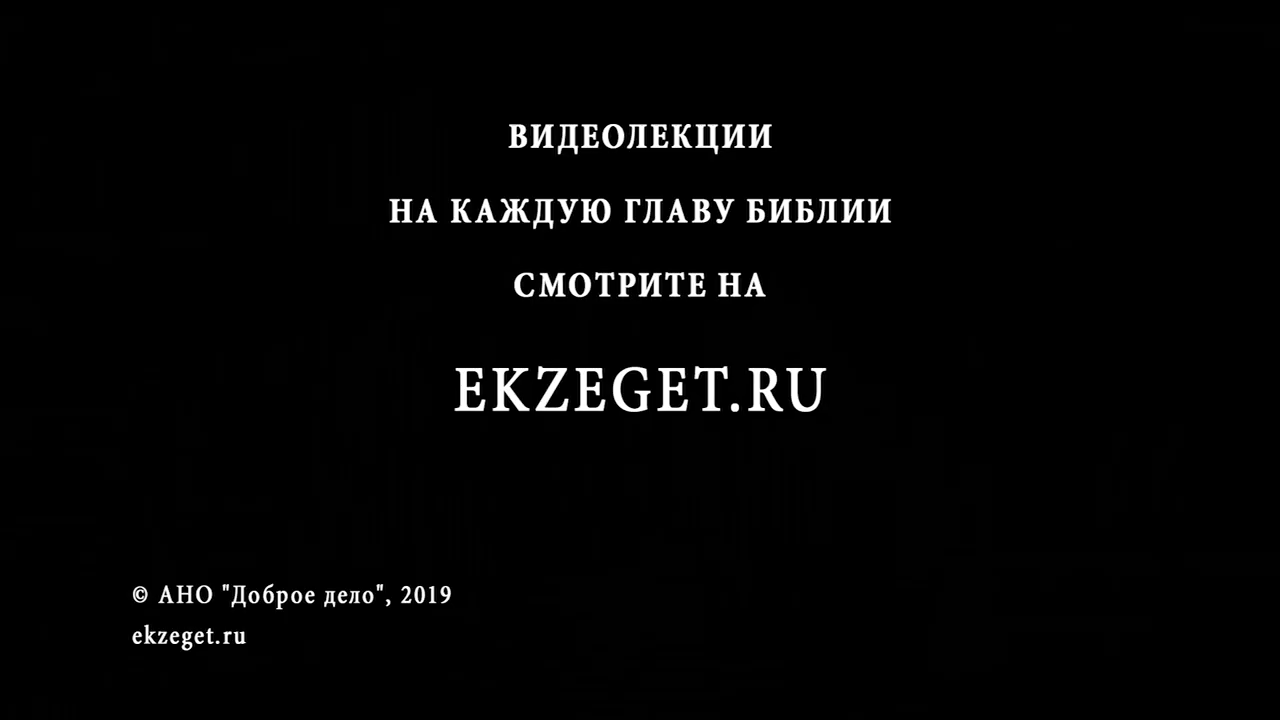 ВИДЕОЛЕКЦИИ
НА КАЖДУЮ ГЛАВУ БИБЛИИ
СМОТРИТЕ НА
EKZEGET.RU
© АНО "Доброе дело", 2019
ekzeget.ru